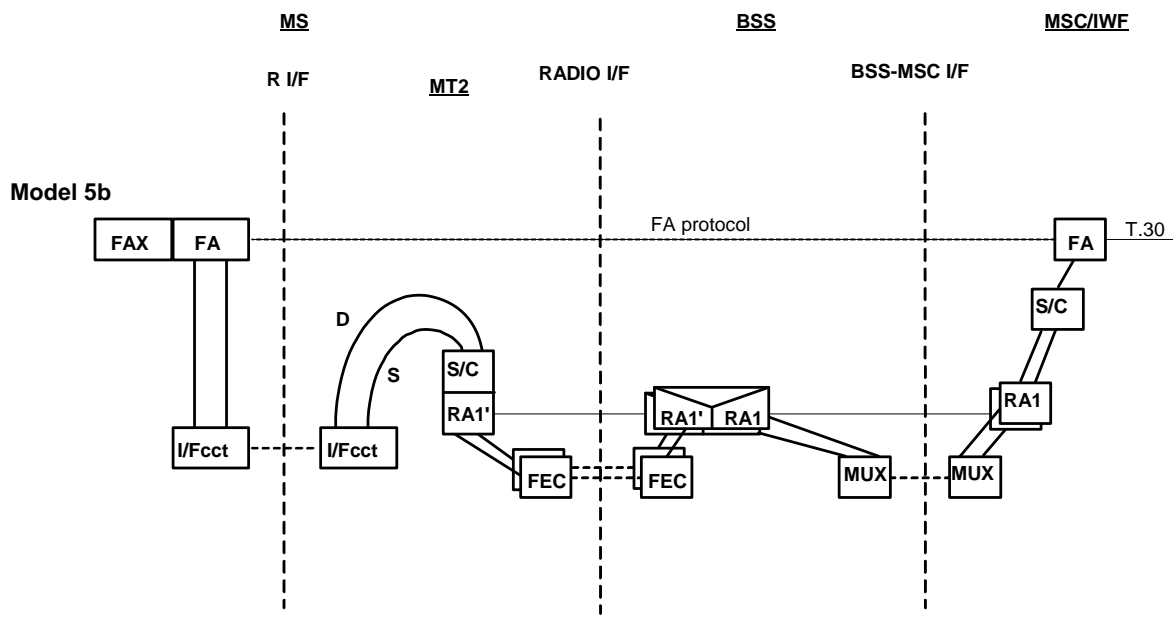 MS
BSS
MSC/IWF
R I/F
MT2
RADIO I/F
BSS-MSC I/F
Model 5b
FAX
FA
FA protocol
FA
T.30
S/C
D
S
S/C
RA1'
RA1'
RA1
RA1
I/Fcct
I/Fcct
FEC
FEC
MUX
MUX